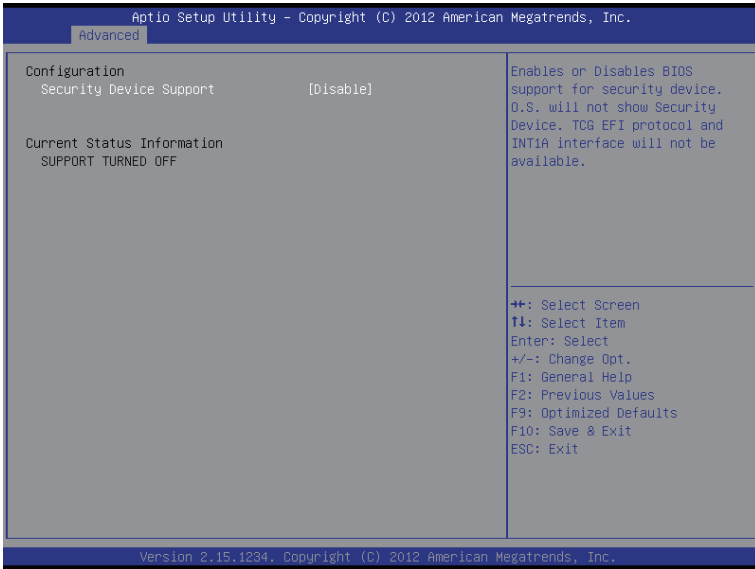 Aptio Setup Utility – Copyright (C) 2012 American Megatrends, Inc.
Advanced
Configuration
Security Device Support [Disable]
Current Status Information
SUPPORT TURNED OFF
Enables or Disables BIOS
support for security device.
O.S. will not show Security
Device. TCG EFI protocol and
INT1A interface will not be
available.
→←: Select Screen
↑↓: Select Item
Enter: Select
+/-: Change Opt.
F1: General Help
F2: Previous Values
F9: Optimized Defaults
F10: Save & Exit
ESC: Exit
Version 2.15.1234. Copyright (C) 2012 American Megatrends, Inc.